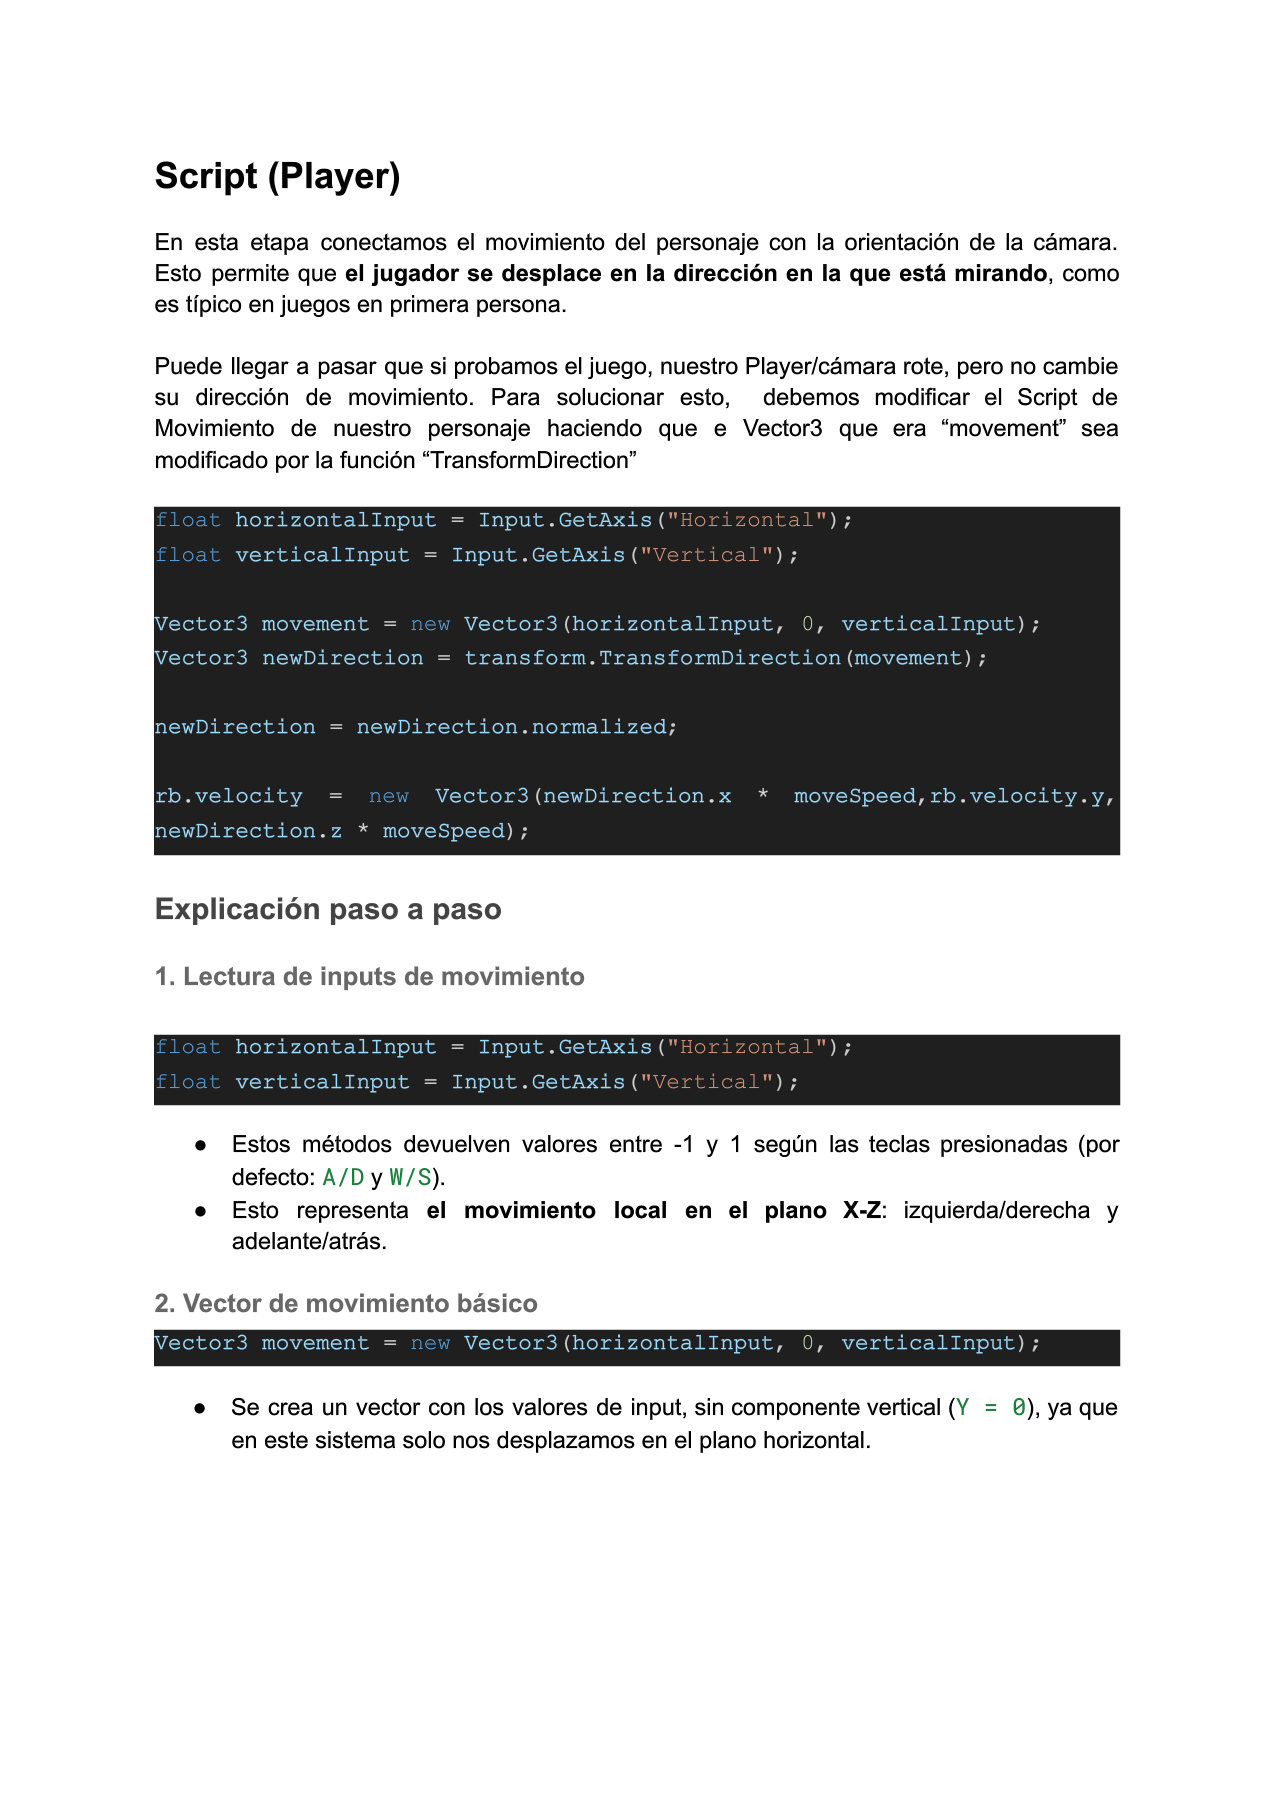 Script (Player)
En esta etapa conectamos el movimiento del personaje con la orientación de la cámara.
Esto permite que el jugador se desplace en la dirección en la que está mirando, como
es típico en juegos en primera persona.
Puede llegar a pasar que si probamos el juego, nuestro Player/cámara rote, pero no cambie
su dirección de movimiento. Para solucionar esto, debemos modificar el Script de
Movimiento de nuestro personaje haciendo que e Vector3 que era “movement” sea
modificado por la función “TransformDirection”
float horizontalInput = Input.GetAxis("Horizontal");
float verticalInput = Input.GetAxis("Vertical");
Vector3 movement = new Vector3(horizontalInput, 0, verticalInput);
Vector3 newDirection = transform.TransformDirection(movement);
newDirection = newDirection.normalized;
rb.velocity = new Vector3(newDirection.x * moveSpeed,rb.velocity.y,
newDirection.z * moveSpeed);
Explicación paso a paso
1. Lectura de inputs de movimiento
float horizontalInput = Input.GetAxis("Horizontal");
float verticalInput = Input.GetAxis("Vertical");
● Estos métodos devuelven valores entre -1 y 1 según las teclas presionadas (por
defecto: A/D y W/S).
● Esto representa el movimiento local en el plano X-Z: izquierda/derecha y
adelante/atrás.
2. Vector de movimiento básico
Vector3 movement = new Vector3(horizontalInput, 0, verticalInput);
● Se crea un vector con los valores de input, sin componente vertical (Y = 0), ya que
en este sistema solo nos desplazamos en el plano horizontal.